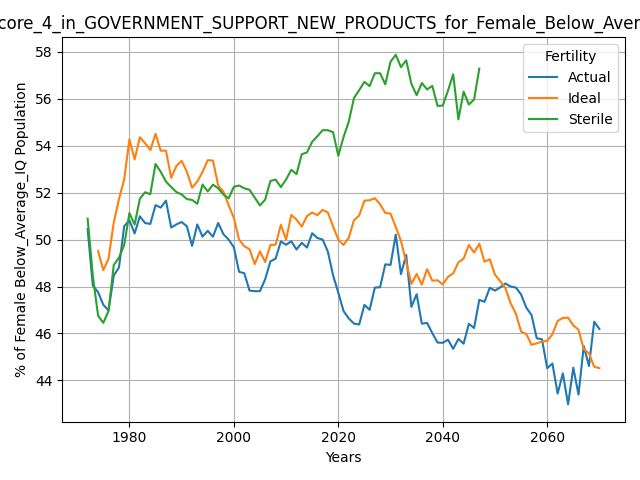 core_4_in_GOVERNMENT_SUPPORT_NEW_PRODUCTS_for_Female_Below_Aver
% of Female Below_Average_IQ Population
58
56
54
52
50
48
46
44
Fertility
Actual
Ideal
Sterile
1980
2000
2020
2040
2060
Years